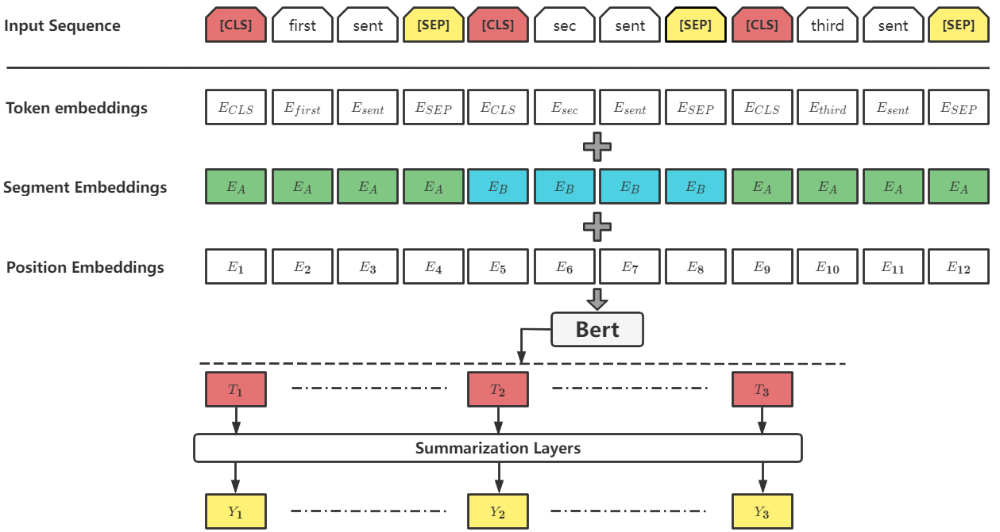 Input Sequence [CLS] first sent [SEP] [CLS] sec sent [SEP] [CLS] third sent [SEP]
Token embeddings E_CLS E_first E_sent E_SEP E_CLS E_sec E_sent E_SEP E_CLS E_third E_sent E_SEP
Segment Embeddings E_A E_A E_A E_A E_B E_B E_B E_B E_A E_A E_A E_A
Position Embeddings E_1 E_2 E_3 E_4 E_5 E_6 E_7 E_8 E_9 E_10 E_11 E_12
Bert
T_1 T_2 T_3
Summarization Layers
Y_1 Y_2 Y_3